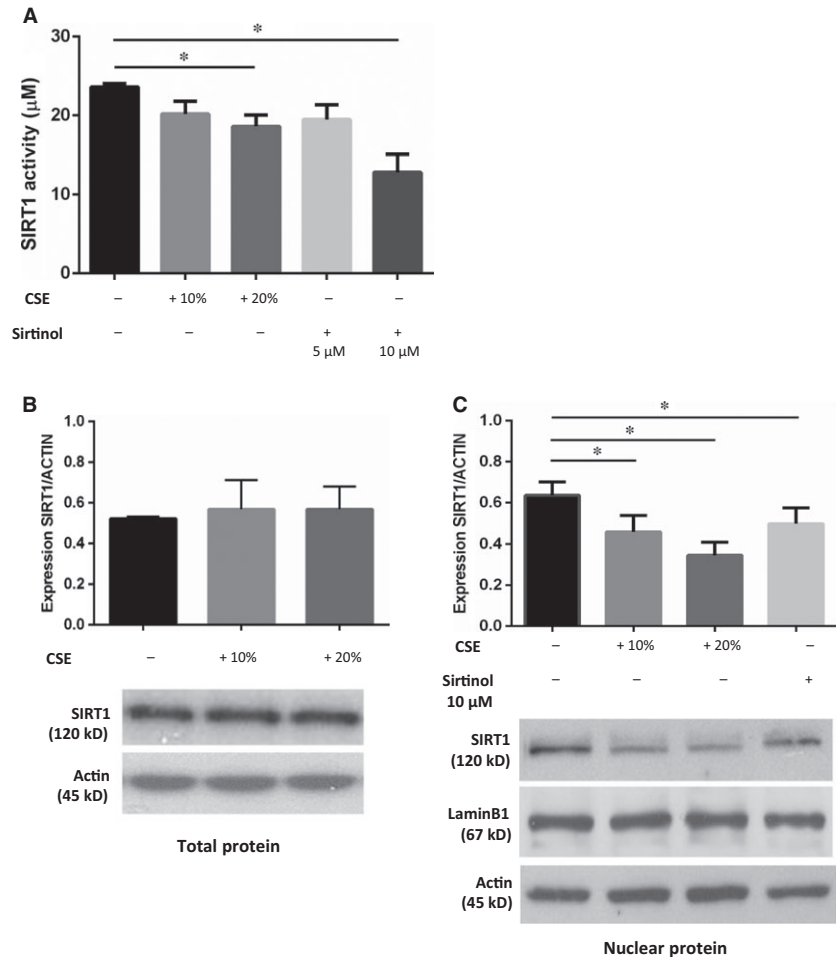 A
SIRT1 activity (μM)
30
20
10
0
*
*
CSE – + 10% + 20% – –
Sirtinol – – – + +
5 μM 10 μM
B
Expression SIRT1/ACTIN
1.0
0.8
0.6
0.4
0.2
0.0
CSE – + 10% + 20%
SIRT1
(120 kD)
Actin
(45 kD)
Total protein
C
Expression SIRT1/ACTIN
1.0
0.8
0.6
0.4
0.2
0.0
*
*
*
CSE – + 10% + 20% –
Sirtinol – – – +
10 μM
SIRT1
(120 kD)
LaminB1
(67 kD)
Actin
(45 kD)
Nuclear protein